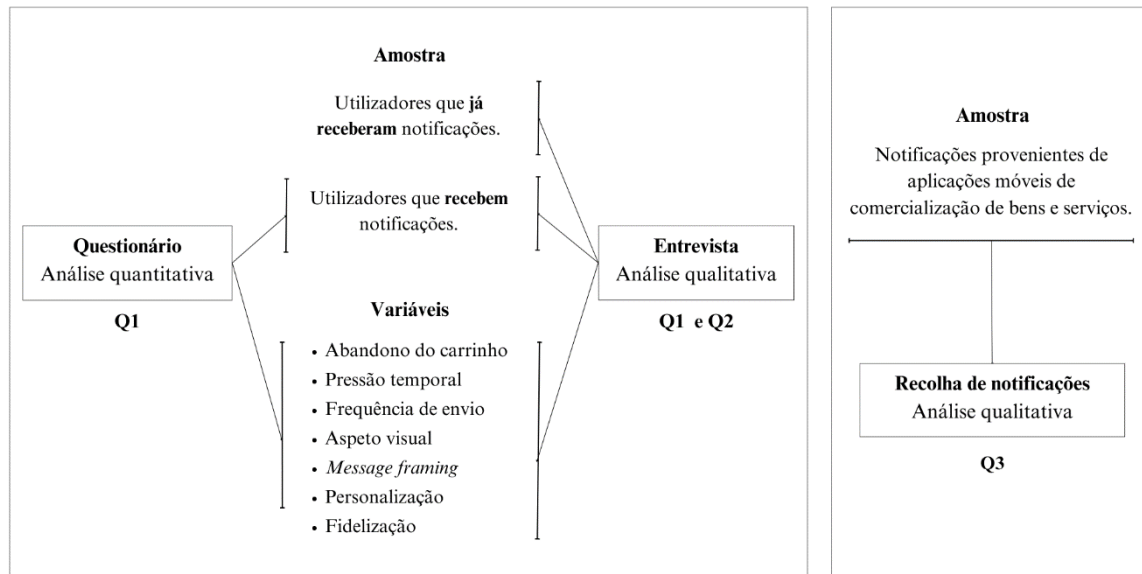 Amostra
Utilizadores que já
receberam notificações.
Utilizadores que recebem
notificações.
Questionário
Análise quantitativa
Q1
Entrevista
Análise qualitativa
Q1 e Q2
Variáveis
• Abandono do carrinho
• Pressão temporal
• Frequência de envio
• Aspeto visual
• Message framing
• Personalização
• Fidelização
Amostra
Notificações provenientes de
aplicações móveis de
comercialização de bens e serviços.
Recolha de notificações
Análise qualitativa
Q3